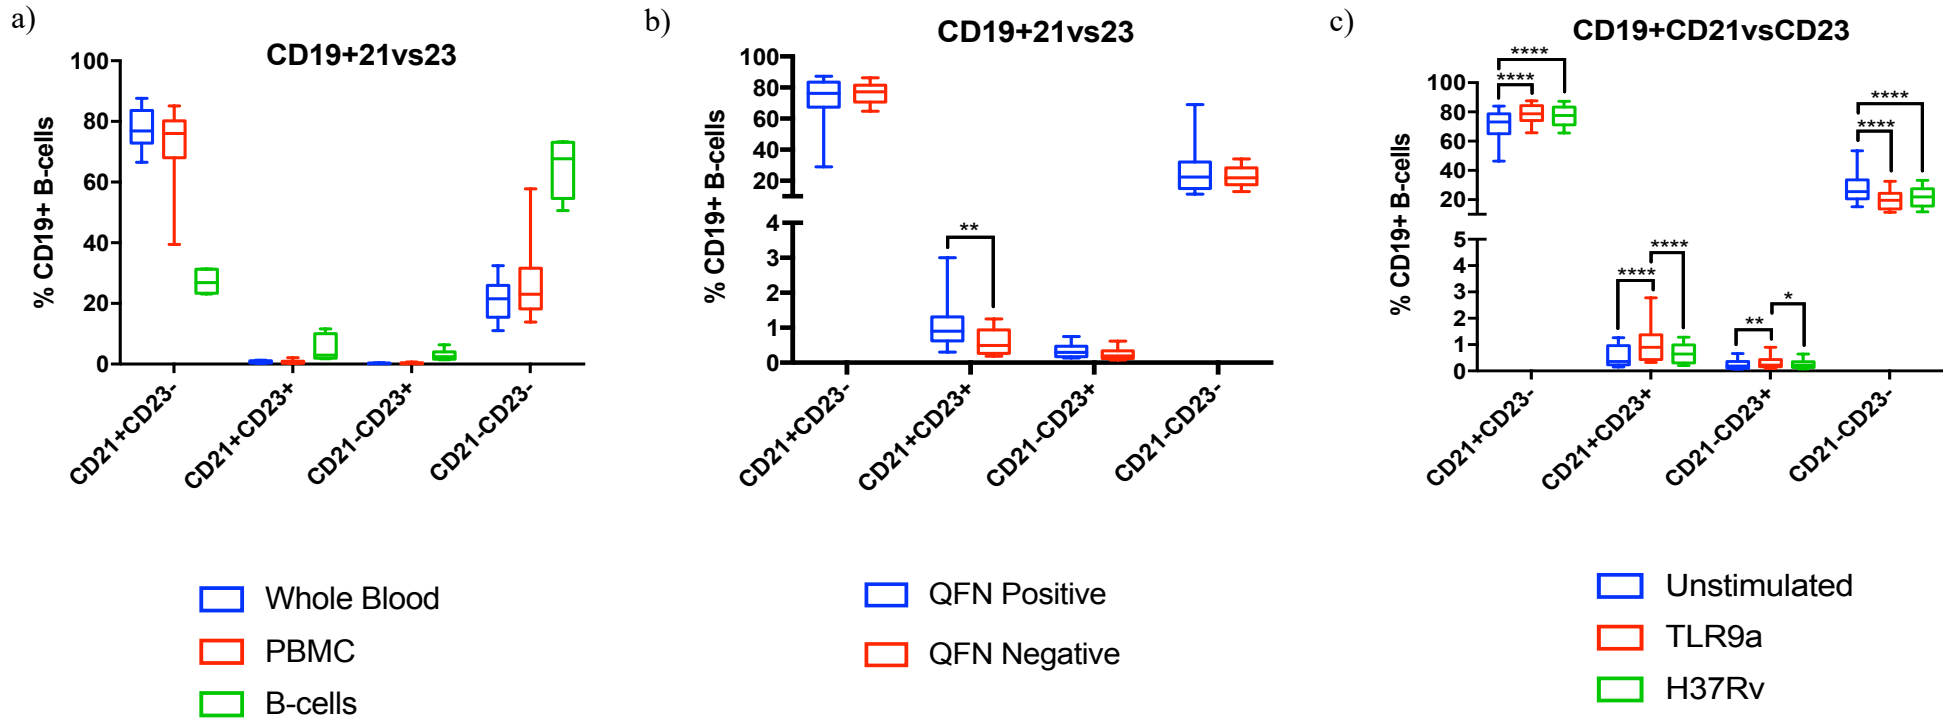 a)
CD19+21vs23
% CD19+ B-cells
100
80
60
40
20
0
CD21+CD23-
CD21+CD23+
CD21-CD23+
CD21-CD23-
Whole Blood
PBMC
B-cells
b)
CD19+21vs23
% CD19+ B-cells
100
80
60
40
20
4
3
2
1
0
**
CD21+CD23-
CD21+CD23+
CD21-CD23+
CD21-CD23-
QFN Positive
QFN Negative
c)
CD19+CD21vsCD23
% CD19+ B-cells
100
80
60
40
20
5
4
3
2
1
0
****
****
****
****
****
****
**
*
CD21+CD23-
CD21+CD23+
CD21-CD23+
CD21-CD23-
Unstimulated
TLR9a
H37Rv